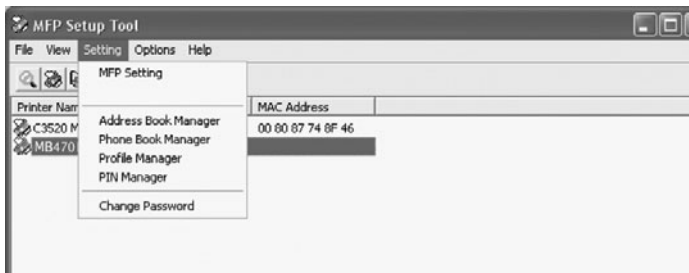 MFP Setup Tool
File View Setting Options Help
MFP Setting
Printer MAC Address
Address Book Manager
C3520 00 80 87 74 8F 46
Phone Book Manager
MB470
Profile Manager
PIN Manager
Change Password